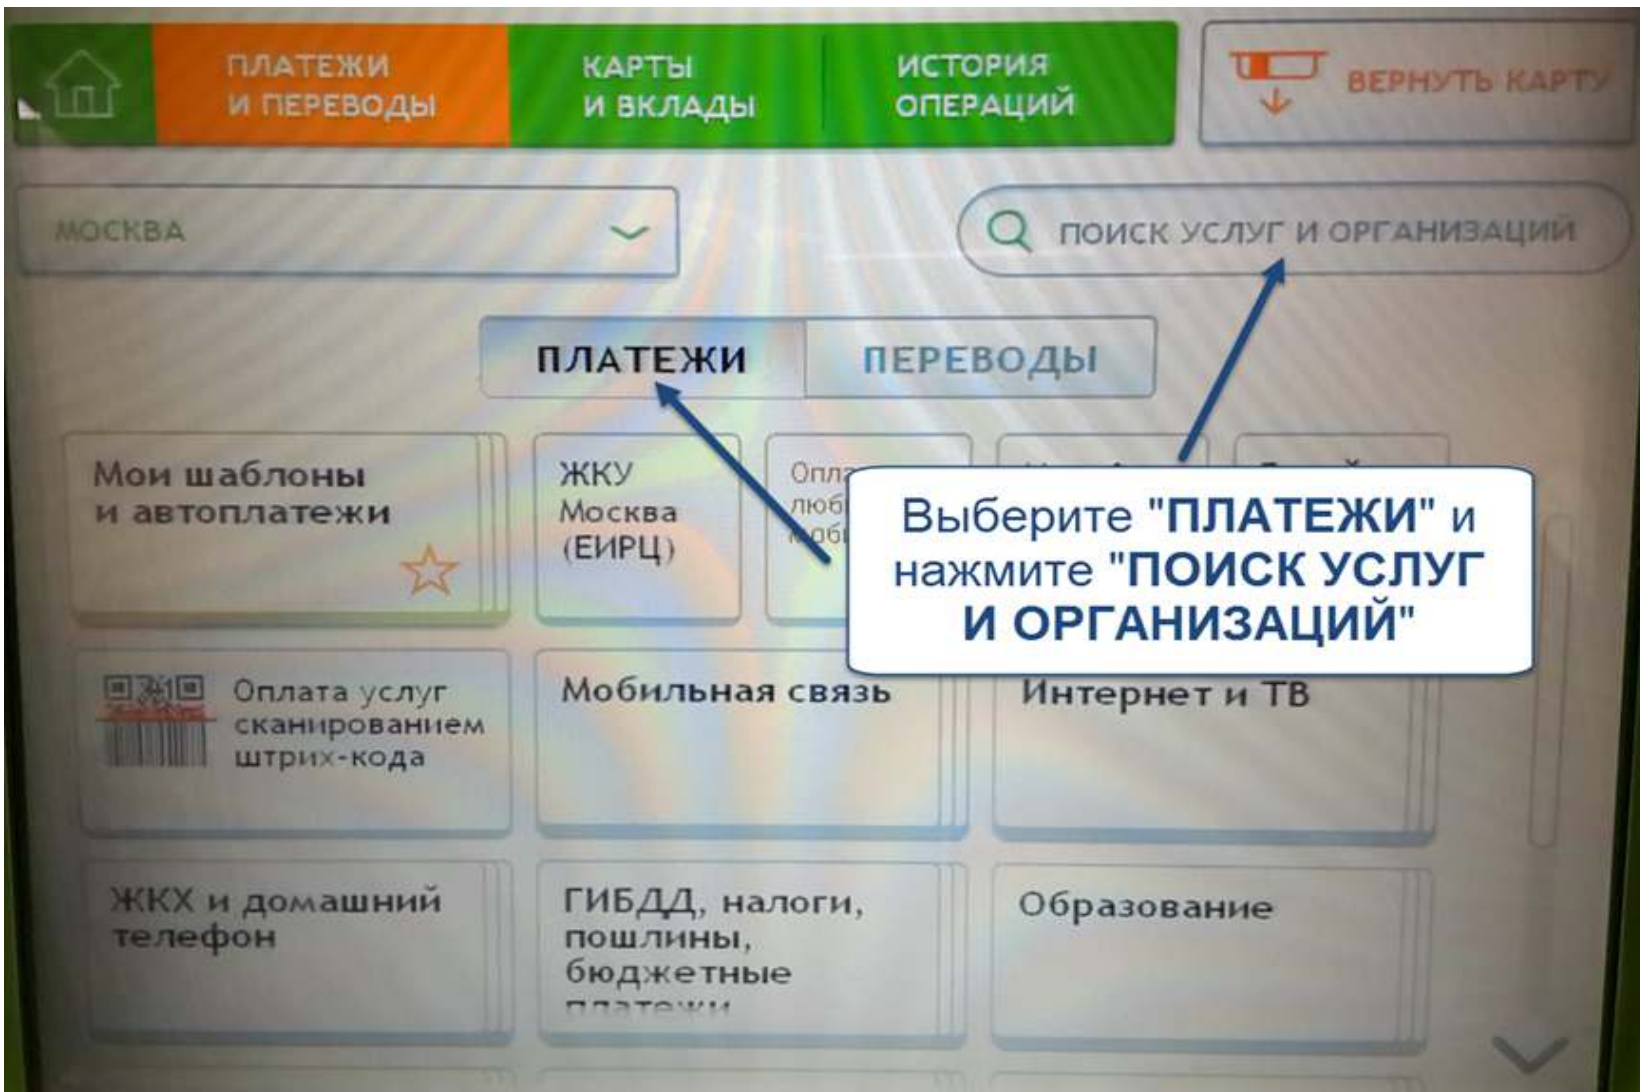 ПЛАТЕЖИ
И ПЕРЕВОДЫ
КАРТЫ
И ВКЛАДЫ
ИСТОРИЯ
ОПЕРАЦИЙ
ВЕРНУТЬ КАРТУ
МОСКВА
ПОИСК УСЛУГ И ОРГАНИЗАЦИЙ
ПЛАТЕЖИ
ПЕРЕВОДЫ
Мои шаблоны
и автоплатежи
ЖКУ
Москва
(ЕИРЦ)
Выберите "ПЛАТЕЖИ" и
нажмите "ПОИСК УСЛУГ
И ОРГАНИЗАЦИЙ"
Оплата услуг
сканированием
штрих-кода
Мобильная связь
Интернет и ТВ
ЖКХ и домашний
телефон
ГИБДД, налоги,
пошлины,
бюджетные
платежи
Образование